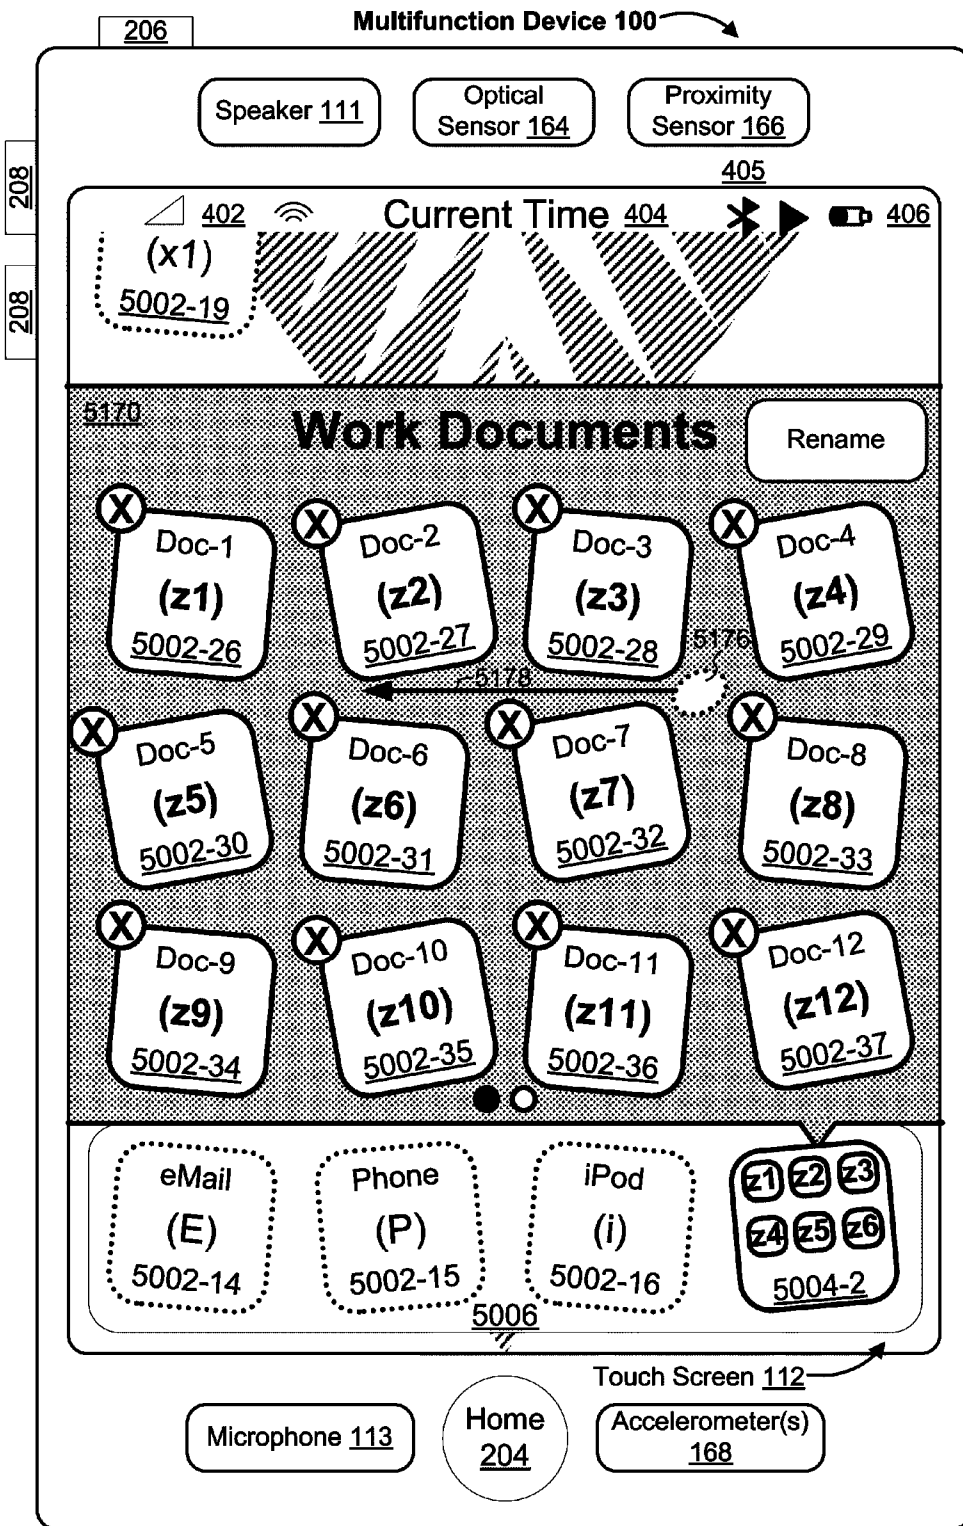 Multifunction Device 100
206
Speaker 111
Optical
Sensor 164
Proximity
Sensor 166
208
208
402
Current Time 404
405
406
(x1)
5002-19
5170
Work Documents
Rename
X
Doc-1
(z1)
5002-26
X
Doc-2
(z2)
5002-27
X
Doc-3
(z3)
5002-28
X
Doc-4
(z4)
5002-29
5176
5178
X
Doc-5
(z5)
5002-30
X
Doc-6
(z6)
5002-31
X
Doc-7
(z7)
5002-32
X
Doc-8
(z8)
5002-33
X
Doc-9
(z9)
5002-34
X
Doc-10
(z10)
5002-35
X
Doc-11
(z11)
5002-36
X
Doc-12
(z12)
5002-37
eMail
(E)
5002-14
Phone
(P)
5002-15
iPod
(i)
5002-16
z1 z2 z3
z4 z5 z6
5004-2
5006
Touch Screen 112
Microphone 113
Home
204
Accelerometer(s)
168